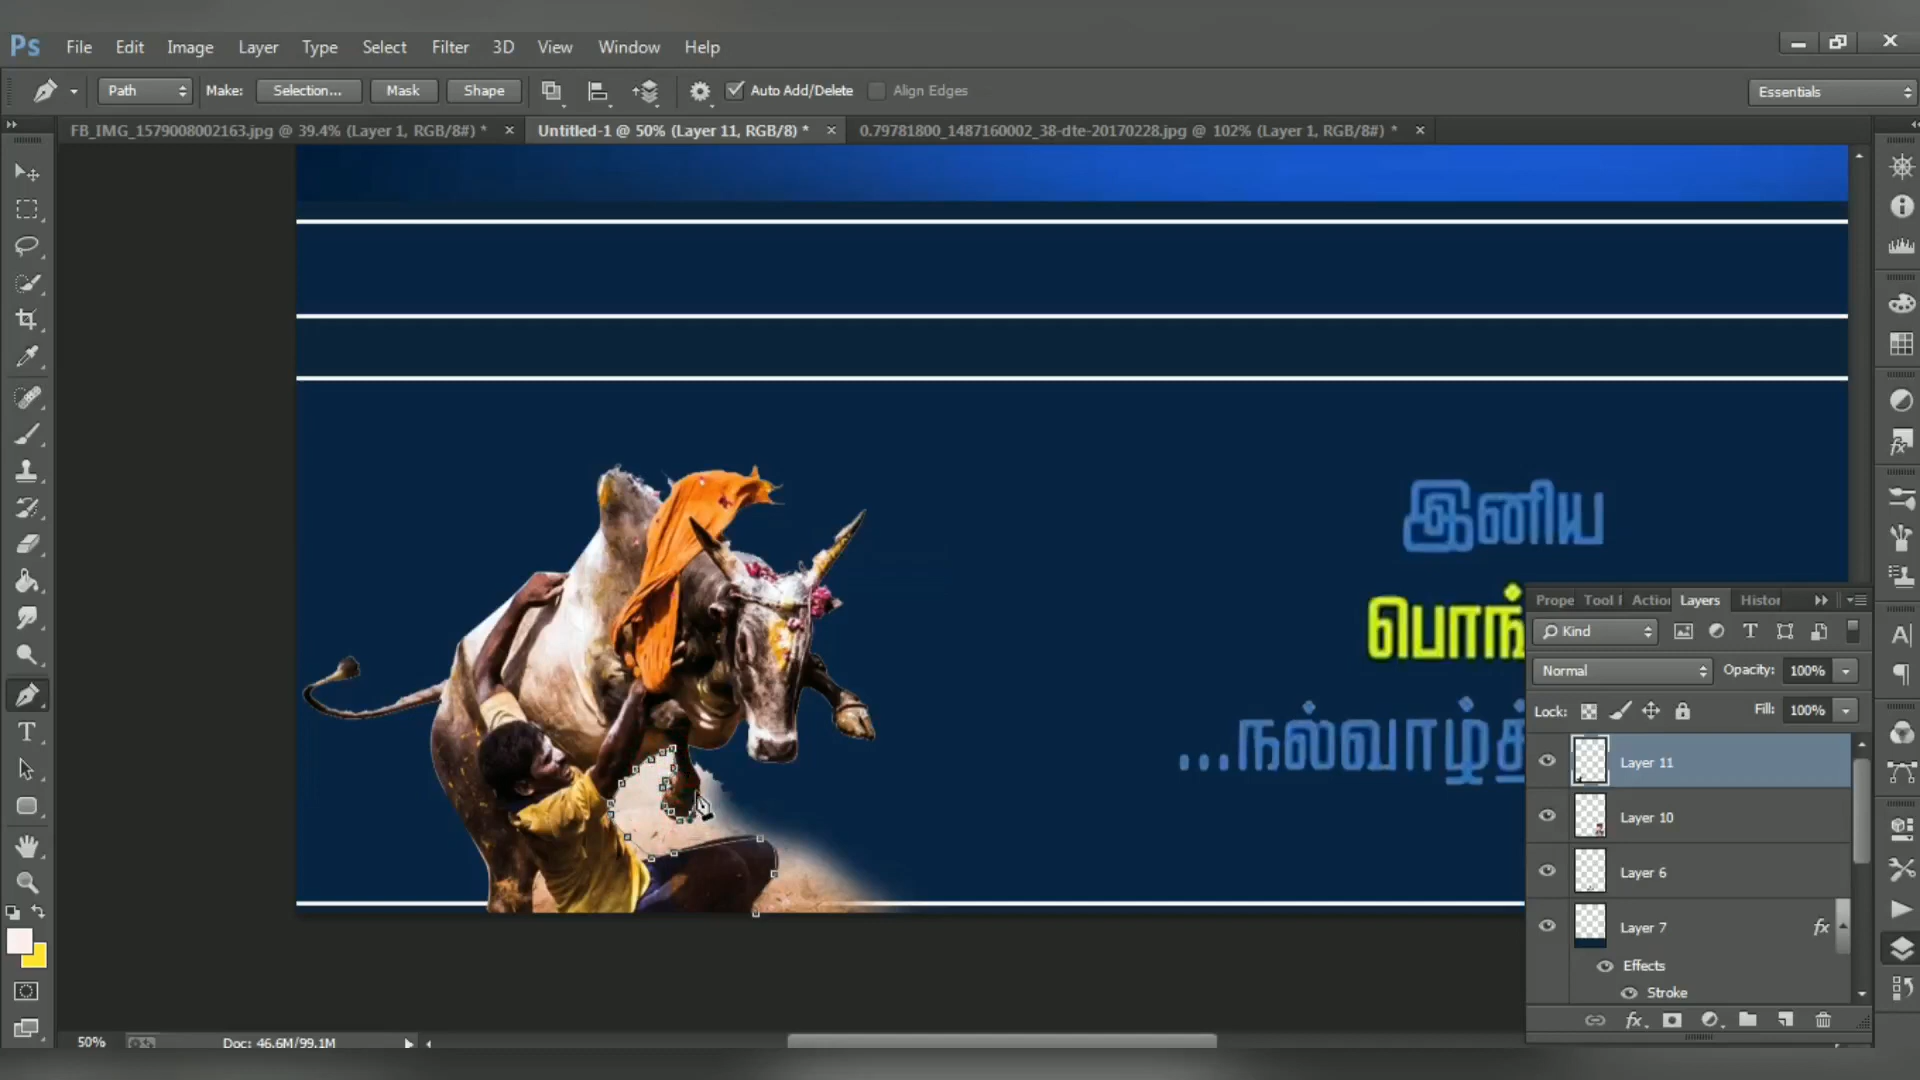 Ps File Edit Image Layer Type Select Filter 3D View Window Help
Path Make: Selection... Mask Shape Auto Add/Delete Align Edges Essentials
FB_IMG_1579008002163.jpg @ 39.4% (Layer 1, RGB/8#) * Untitled-1 @ 50% (Layer 11, RGB/8) * 0.79781800_1487160002_38-dte-20170228.jpg @ 102% (Layer 1, RGB/8#) *
இனிய
பொங்
...நல்வாழ்த்
Prope Tool I Action Layers Histor
Kind
Normal Opacity: 100%
Lock: Fill: 100%
Layer 11
Layer 10
Layer 6
Layer 7 fx
Effects
Stroke
50% Doc: 46.6M/99.1M